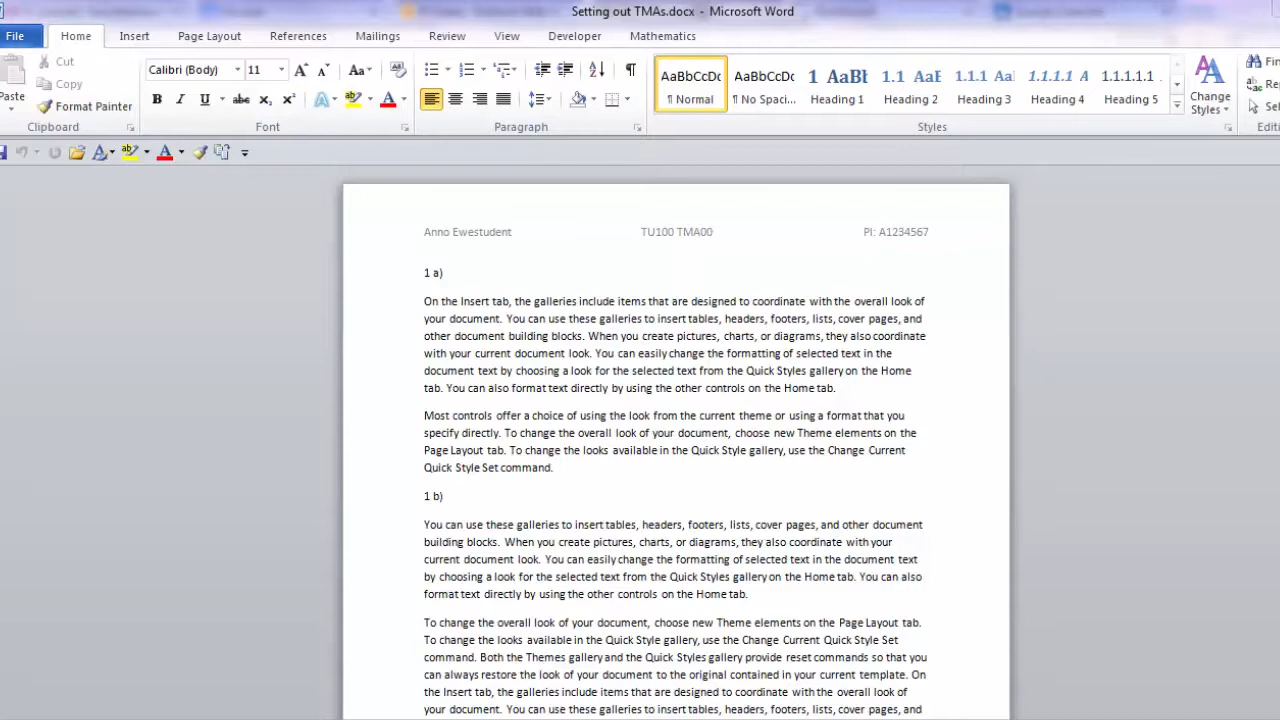 Setting out TMAs.docx - Microsoft Word
File Home Insert Page Layout References Mailings Review View Developer Mathematics
Cut
Calibri (Body) 11 Aa
AaBbCcDc AaBbCcDc 1 AaBb 1.1 AaB 1.1.1 Aa 1.1.1.1 A 1.1.1.1.1
Copy
Paste
¶ Normal ¶ No Spaci... Heading 1 Heading 2 Heading 3 Heading 4 Heading 5
Change Styles
Format Painter
B I U abc x₂ x² A ab A
Clipboard Font Paragraph Styles
Anno Ewestudent TU100 TMA00 PI: A1234567
1 a)
On the Insert tab, the galleries include items that are designed to coordinate with the overall look of
your document. You can use these galleries to insert tables, headers, footers, lists, cover pages, and
other document building blocks. When you create pictures, charts, or diagrams, they also coordinate
with your current document look. You can easily change the formatting of selected text in the
document text by choosing a look for the selected text from the Quick Styles gallery on the Home
tab. You can also format text directly by using the other controls on the Home tab.
Most controls offer a choice of using the look from the current theme or using a format that you
specify directly. To change the overall look of your document, choose new Theme elements on the
Page Layout tab. To change the looks available in the Quick Style gallery, use the Change Current
Quick Style Set command.
1 b)
You can use these galleries to insert tables, headers, footers, lists, cover pages, and other document
building blocks. When you create pictures, charts, or diagrams, they also coordinate with your
current document look. You can easily change the formatting of selected text in the document text
by choosing a look for the selected text from the Quick Styles gallery on the Home tab. You can also
format text directly by using the other controls on the Home tab.
To change the overall look of your document, choose new Theme elements on the Page Layout tab.
To change the looks available in the Quick Style gallery, use the Change Current Quick Style Set
command. Both the Themes gallery and the Quick Styles gallery provide reset commands so that you
can always restore the look of your document to the original contained in your current template. On
the Insert tab, the galleries include items that are designed to coordinate with the overall look of
your document. You can use these galleries to insert tables, headers, footers, lists, cover pages, and